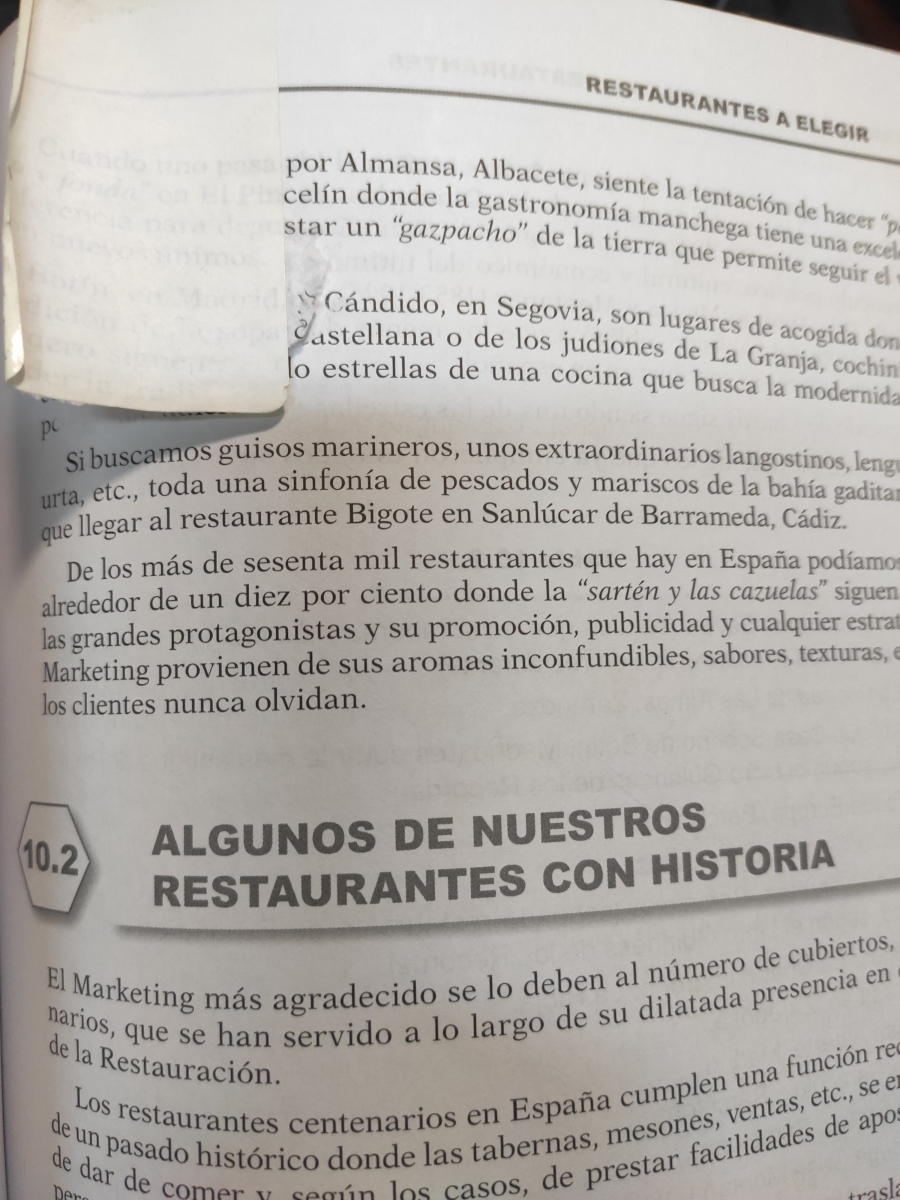 RESTAURANTES A ELEGIR
por Almansa, Albacete, siente la tentación de hacer
celín donde la gastronomía manchega tiene una
star un "gazpacho" de la tierra que permite seguir el
Cándido, en Segovia, son lugares de acogida
Castellana o de los judiones de La Granja,
lo estrellas de una cocina que busca la
Si buscamos guisos marineros, unos extraordinarios langostinos,
urta, etc., toda una sinfonía de pescados y mariscos de la bahía
que llegar al restaurante Bigote en Sanlúcar de Barrameda, Cádiz.
De los más de sesenta mil restaurantes que hay en España podíamos
alrededor de un diez por ciento donde la "sartén y las cazuelas" siguen
las grandes protagonistas y su promoción, publicidad y cualquier
Marketing provienen de sus aromas inconfundibles, sabores, texturas,
los clientes nunca olvidan.
10.2
ALGUNOS DE NUESTROS
RESTAURANTES CON HISTORIA
El Marketing más agradecido se lo deben al número de cubiertos,
narios, que se han servido a lo largo de su dilatada presencia en
de la Restauración.
Los restaurantes centenarios en España cumplen una función
de un pasado histórico donde las tabernas, mesones, ventas, etc., se
de dar de comer y, según los casos, de prestar facilidades de